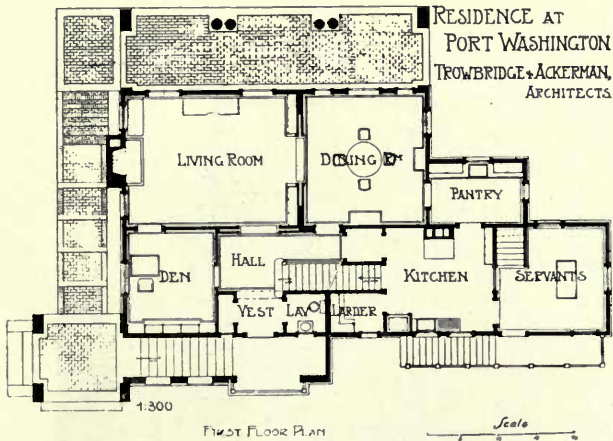 RESIDENCE AT
PORT WASHINGTON
TROWBRIDGE & ACKERMAN,
ARCHITECTS
LIVING ROOM
DINING RM
PANTRY
DEN
HALL
KITCHEN
SERVANTS
VEST
LAV
LARDER
1:300
FIRST FLOOR PLAN
Scale